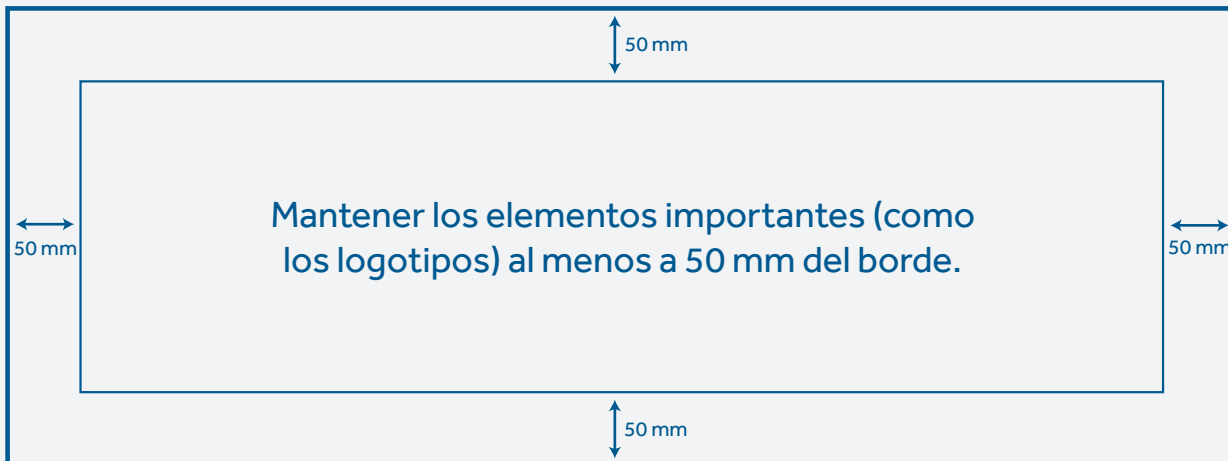 50 mm
Mantener los elementos importantes (como
los logotipos) al menos a 50 mm del borde.
50 mm
50 mm
50 mm